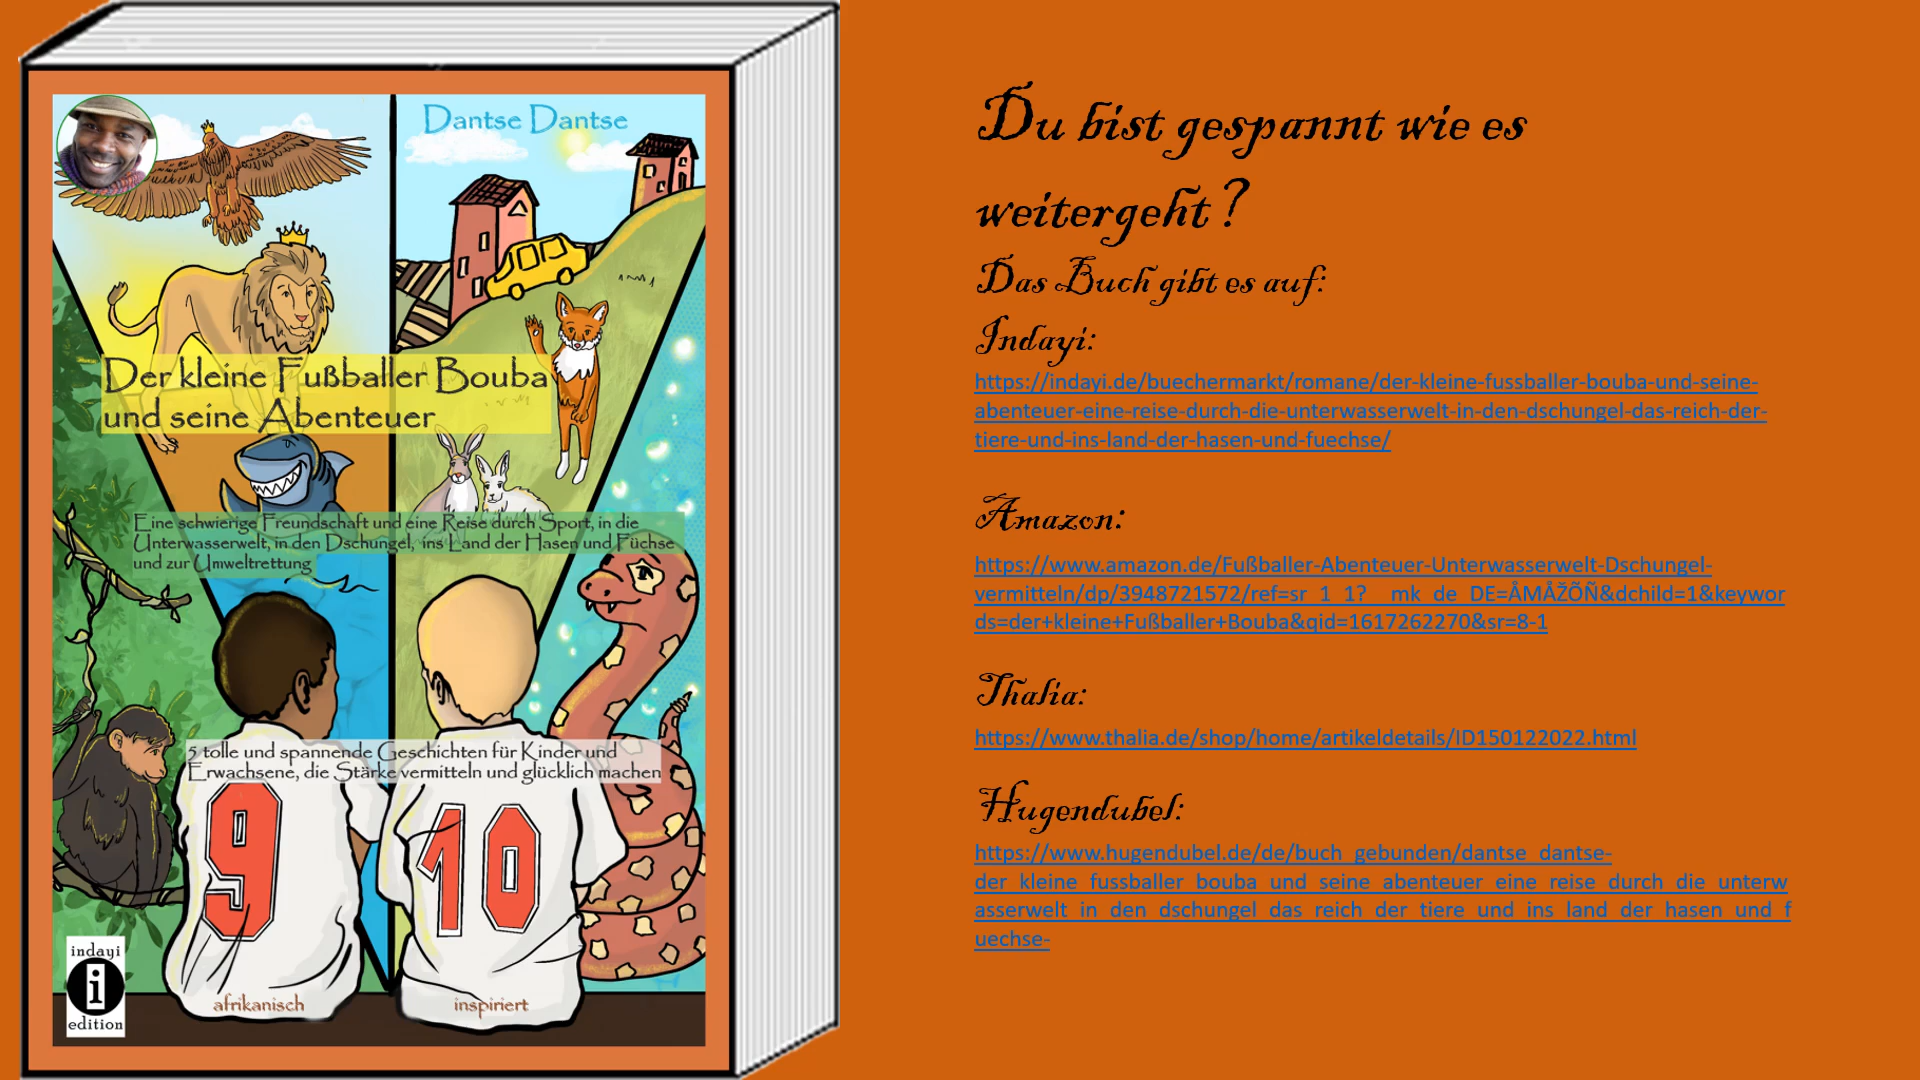 Dantse Dantse
Der kleine Fußballer Bouba
und seine Abenteuer
Eine schwierige Freundschaft und eine Reise durch Sport, in die
Unterwasserwelt, in den Dschungel, ins Land der Hasen und Füchse
und zur Umweltrettung
5 tolle und spannende Geschichten für Kinder und
Erwachsene, die Stärke vermitteln und glücklich machen
9
10
afrikanisch
inspiriert
indayi
i
edition
Du bist gespannt wie es
weitergeht?
Das Buch gibt es auf:
Indayi:
https://indayi.de/buechermarkt/romane/der-kleine-fussballer-bouba-und-seine-
abenteuer-eine-reise-durch-die-unterwasserwelt-in-den-dschungel-das-reich-der-
tiere-und-ins-land-der-hasen-und-fuechse/
Amazon:
https://www.amazon.de/Fußballer-Abenteuer-Unterwasserwelt-Dschungel-
vermitteln/dp/3948721572/ref=sr_1_1?__mk_de_DE=ÅMÅŽÕÑ&dchild=1&keywor
ds=der+kleine+Fußballer+Bouba&qid=1617262270&sr=8-1
Thalia:
https://www.thalia.de/shop/home/artikeldetails/ID150122022.html
Hugendubel:
https://www.hugendubel.de/de/buch_gebunden/dantse_dantse-
der_kleine_fussballer_bouba_und_seine_abenteuer_eine_reise_durch_die_unterw
asserwelt_in_den_dschungel_das_reich_der_tiere_und_ins_land_der_hasen_und_f
uechse-